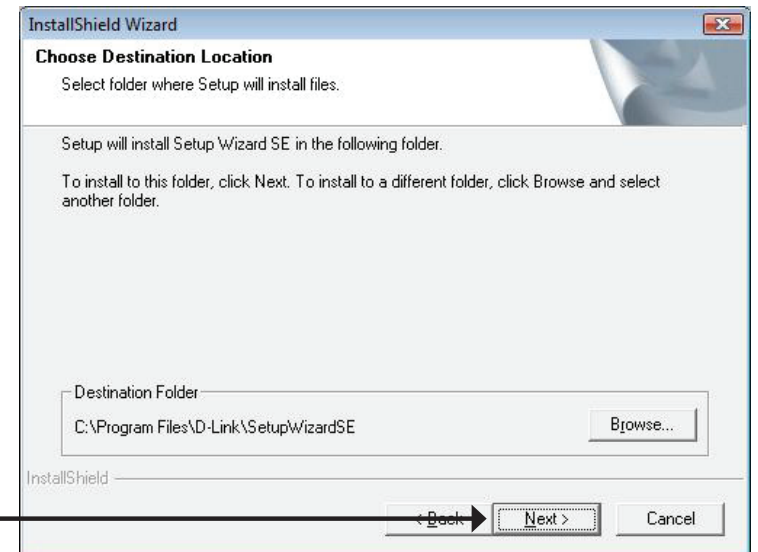 InstallShield Wizard
Choose Destination Location
Select folder where Setup will install files.
Setup will install Setup Wizard SE in the following folder.
To install to this folder, click Next. To install to a different folder, click Browse and select
another folder.
Destination Folder
C:\Program Files\D-Link\SetupWizardSE
Browse...
InstallShield
< Back
Next >
Cancel